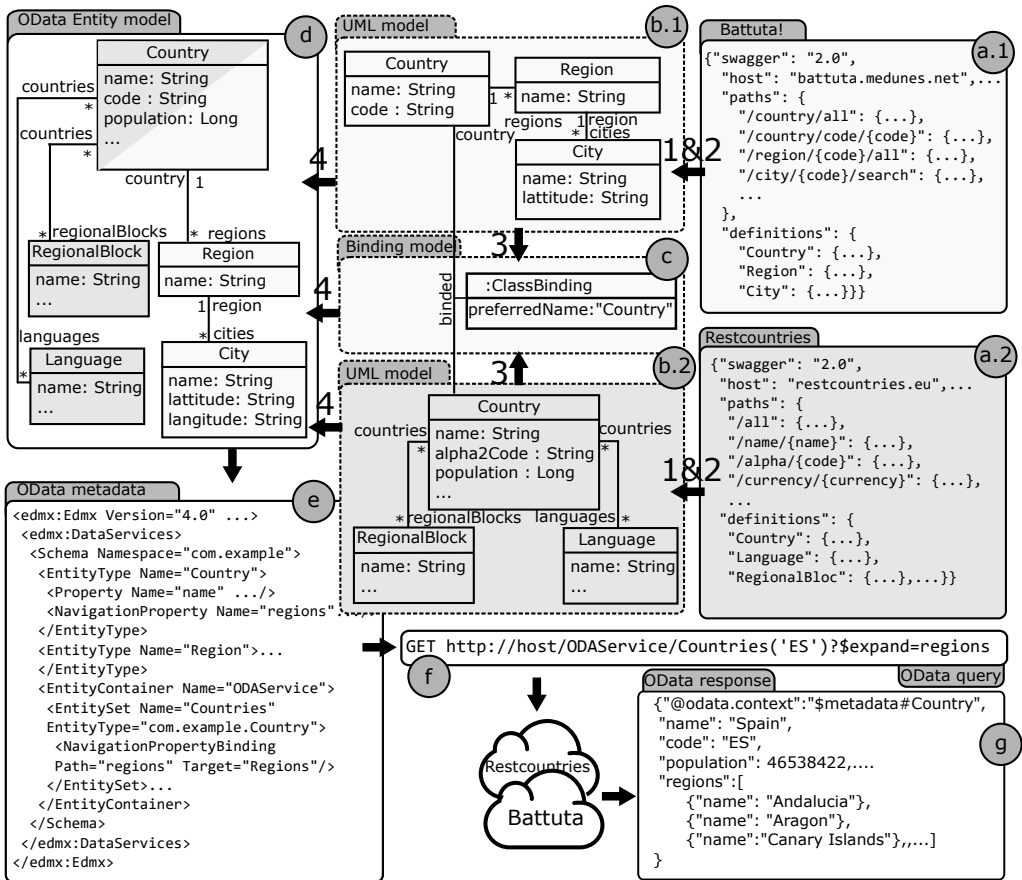 OData Entity model
d
Country
name: String
code : String
population: Long
...
countries
*
countries
*
country
1
*
regionalBlocks
*
regions
RegionalBlock
name: String
...
Region
name: String
1
region
*
cities
languages
*
Language
name: String
...
City
name: String
lattitude: String
langitude: String
UML model
b.1
Country
name: String
code : String
1
*
regions
Region
name: String
1
region
*
cities
country
City
name: String
lattitude: String
4
1&2
3
Battuta!
a.1
{"swagger": "2.0",
"host": "battuta.medunes.net",...
"paths": {
"/country/all": {...},
"/country/code/{code}": {...},
"/region/{code}/all": {...},
"/city/{code}/search": {...},
...
},
"definitions": {
"Country": {...},
"Region": {...},
"City": {...}}}
Binding model
c
4
binded
:ClassBinding
preferredName:"Country"
3
UML model
b.2
4
Country
name: String
alpha2Code : String
population : Long
...
countries
*
countries
*
*
regionalBlocks
languages
*
RegionalBlock
name: String
...
Language
name: String
...
1&2
Restcountries
a.2
{"swagger": "2.0",
"host": "restcountries.eu",...
"paths": {
"/all": {...},
"/name/{name}": {...},
"/alpha/{code}": {...},
"/currency/{currency}": {...},
...
"definitions": {
"Country": {...},
"Language": {...},
"RegionalBloc": {...},...}}
OData metadata
e
<edmx:Edmx Version="4.0" ...>
<edmx:DataServices>
<Schema Namespace="com.example">
<EntityType Name="Country">
<Property Name="name" .../>
<NavigationProperty Name="regions"
</EntityType>
<EntityType Name="Region">...
</EntityType>
<EntityContainer Name="ODAService">
<EntitySet Name="Countries"
EntityType="com.example.Country">
<NavigationPropertyBinding
Path="regions" Target="Regions"/>
</EntitySet>...
</EntityContainer>
</Schema>
</edmx:DataServices>
</edmx:Edmx>
GET http://host/ODAService/Countries('ES')?$expand=regions
f
OData query
Restcountries
Battuta
OData response
g
{"@odata.context":"$metadata#Country",
"name": "Spain",
"code": "ES",
"population": 46538422,....
"regions":[
{"name": "Andalucia"},
{"name": "Aragon"},
{"name":"Canary Islands"},,...]
}